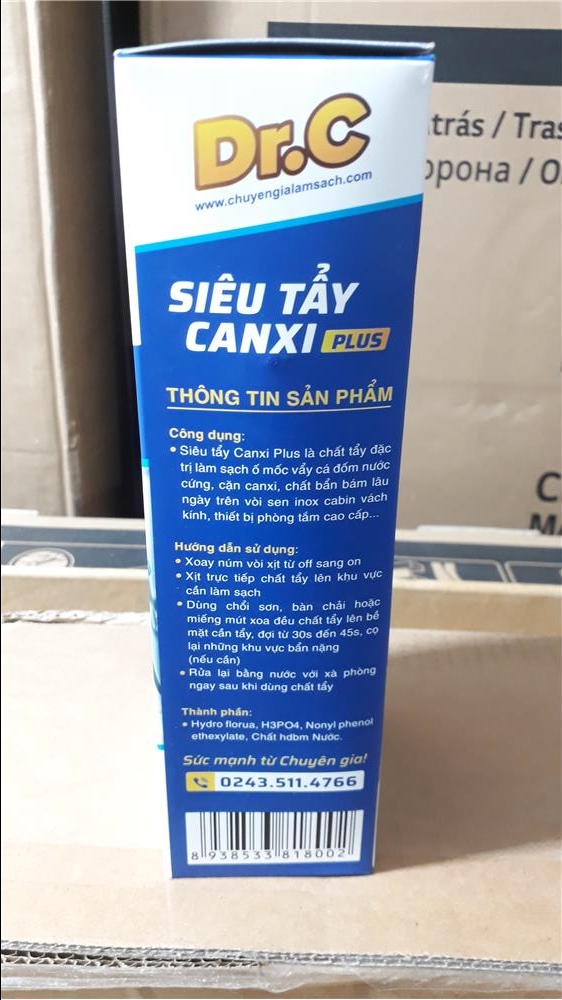 Dr.C
www.chuyengialamsach.com
SIÊU TẨY
CANXI PLUS
THÔNG TIN SẢN PHẨM
Công dụng:
• Siêu tẩy Canxi Plus là chất tẩy đặc
trị làm sạch ố mốc vẩy cá đốm nước
cứng, cặn canxi, chất bẩn bám lâu
ngày trên vòi sen inox cabin vách
kính, thiết bị phòng tắm cao cấp...
Hướng dẫn sử dụng:
• Xoay núm vòi xịt từ off sang on
• Xịt trực tiếp chất tẩy lên khu vực
cần làm sạch
• Dùng chổi sơn, bàn chải hoặc
miếng mút xoa đều chất tẩy lên bề
mặt cần tẩy, đợi từ 30s đến 45s, cọ
lại những khu vực bẩn nặng
(nếu cần)
• Rửa lại bằng nước với xà phòng
ngay sau khi dùng chất tẩy
Thành phần:
• Hydro florua, H3PO4, Nonyl phenol
ethexylate, Chất hdbm Nước.
Sức mạnh từ Chuyên gia!
0243.511.4766
8 938533 818002
trás / Tras
орона / О
C
MA